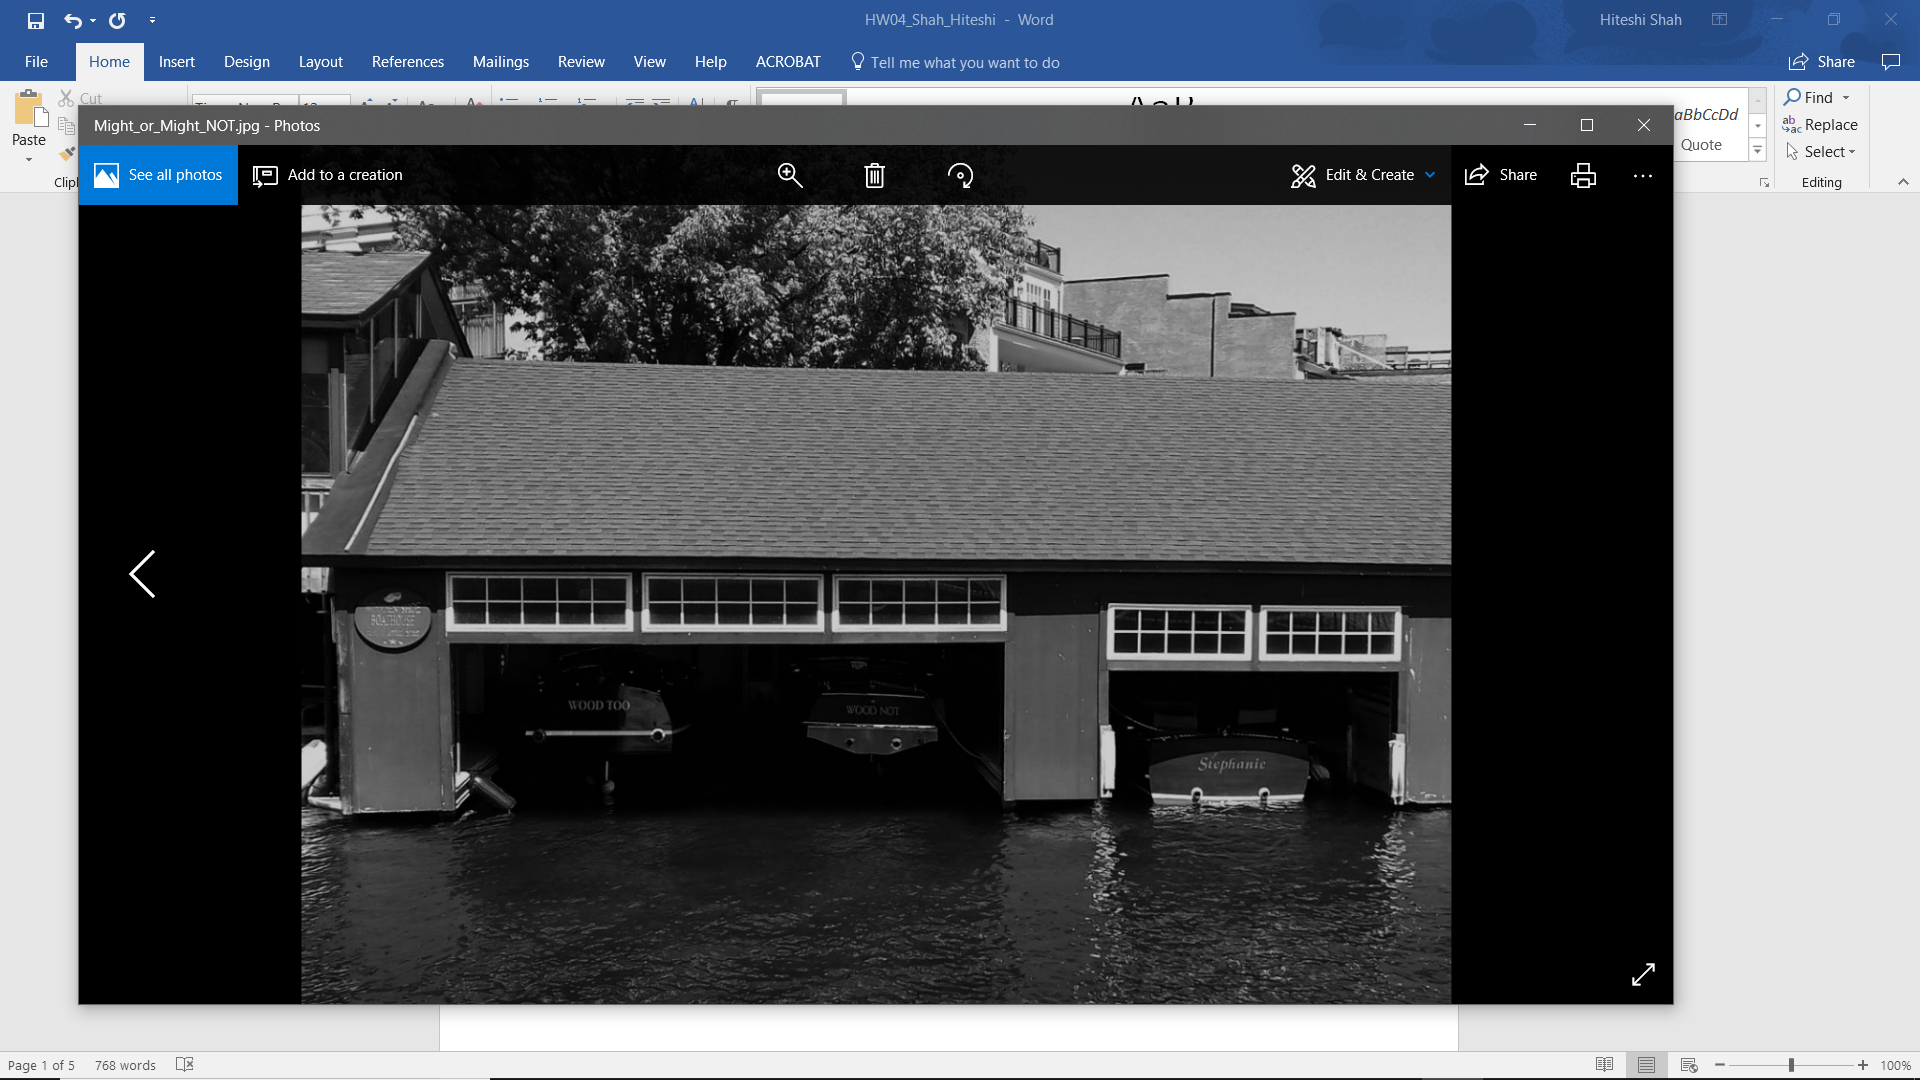 HW04_Shah_Hiteshi - Word
Hiteshi Shah
File
Home
Insert
Design
Layout
References
Mailings
Review
View
Help
ACROBAT
Tell me what you want to do
Share
Cut
Paste
Find
Replace
Select
Editing
aBbCcDd
Quote
Might_or_Might_NOT.jpg - Photos
See all photos
Add to a creation
Edit & Create
Share
BOATHOUSE
WOOD TOO
WOOD NOT
Stephanie
Page 1 of 5
768 words
100%